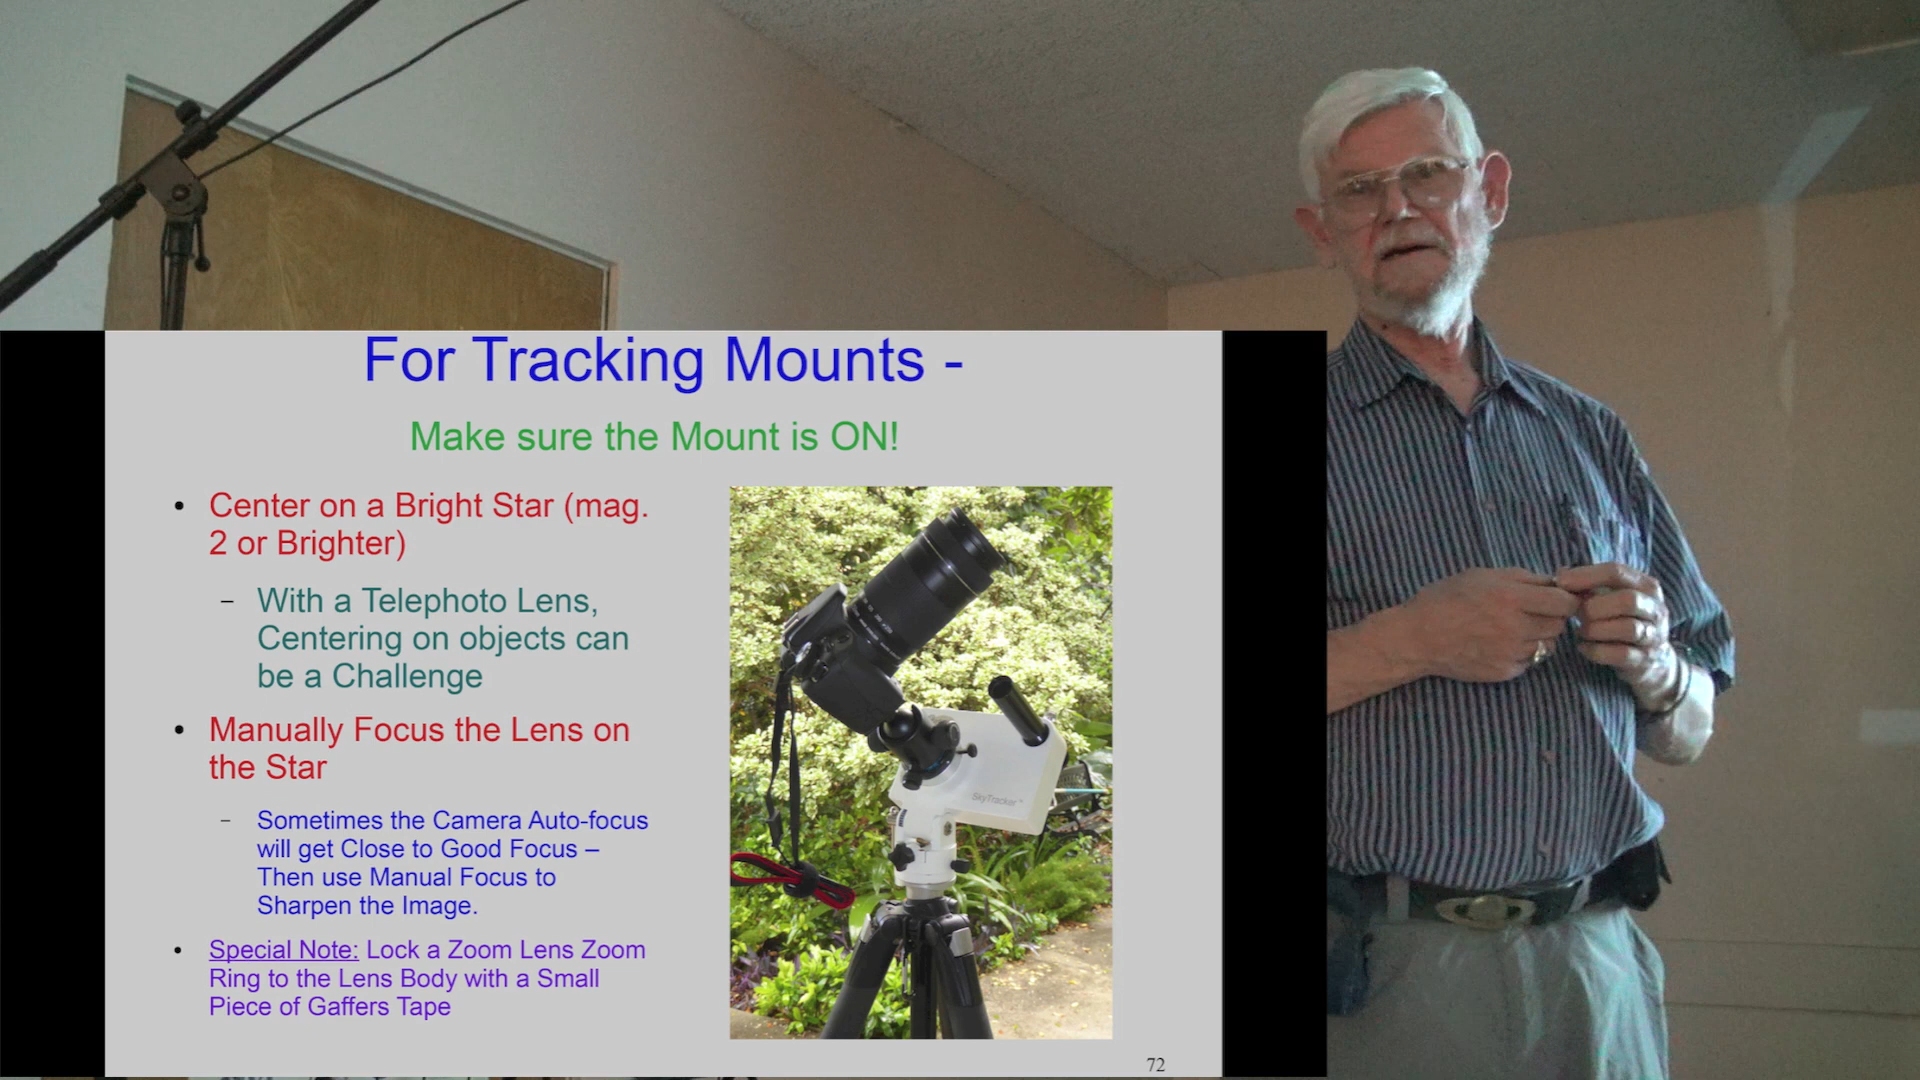 For Tracking Mounts -
Make sure the Mount is ON!
• Center on a Bright Star (mag.
2 or Brighter)
– With a Telephoto Lens,
Centering on objects can
be a Challenge
• Manually Focus the Lens on
the Star
– Sometimes the Camera Auto-focus
will get Close to Good Focus –
Then use Manual Focus to
Sharpen the Image.
• Special Note: Lock a Zoom Lens Zoom
Ring to the Lens Body with a Small
Piece of Gaffers Tape
SkyTracker™
72